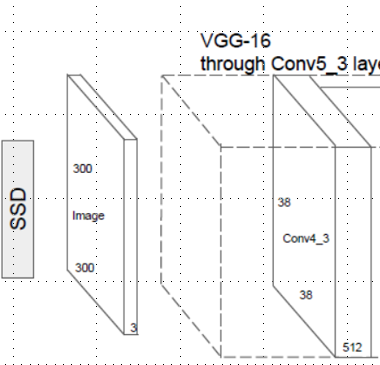 VGG-16
through Conv5_3 laye
SSD
300
Image
300
3
38
Conv4_3
38
512